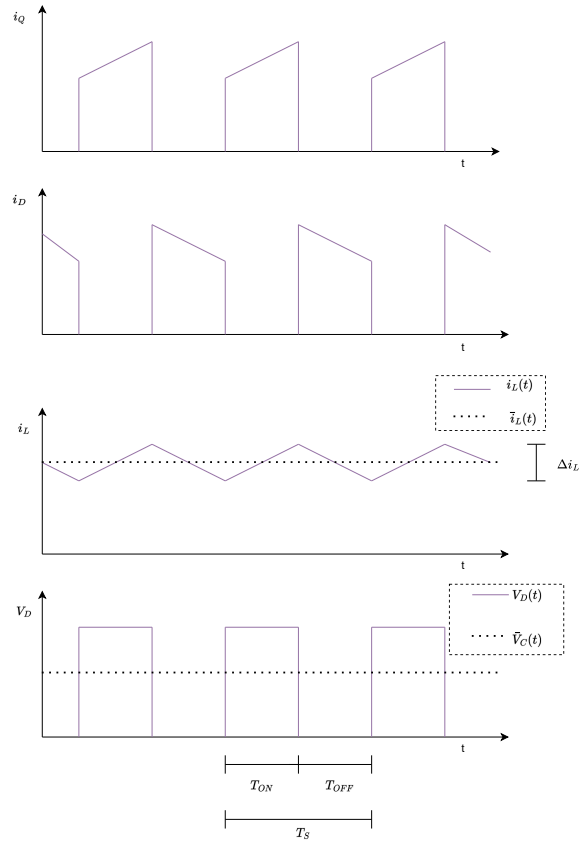 i_Q
t
i_D
t
i_L(t)
ī_L(t)
i_L
Δi_L
t
V_D
V_D(t)
V̄_C(t)
t
T_ON
T_OFF
T_S